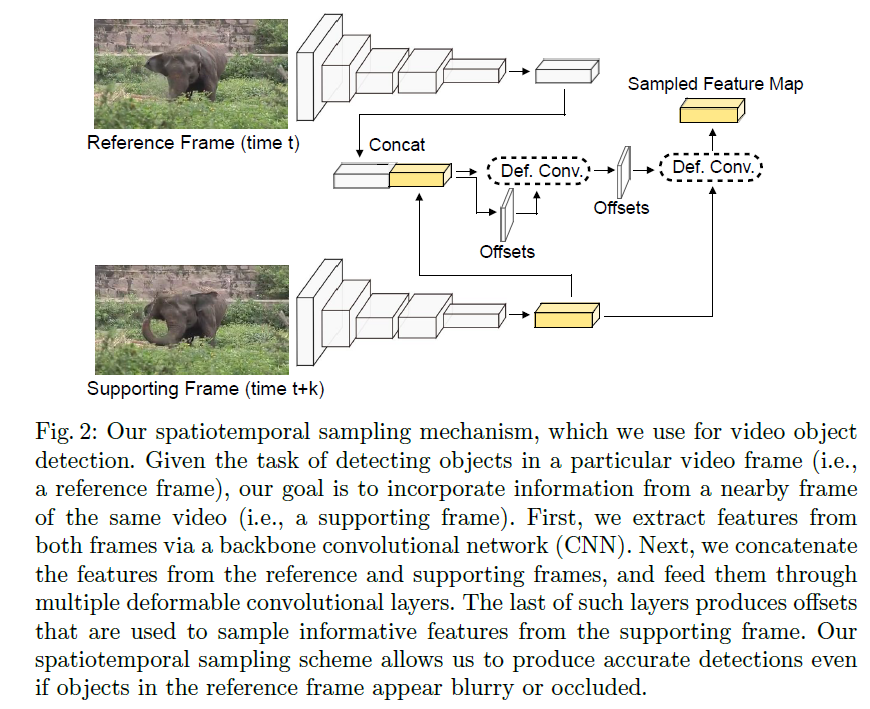 Sampled Feature Map
Reference Frame (time t)
Concat
Def. Conv.
Def. Conv.
Offsets
Offsets
Supporting Frame (time t+k)
Fig. 2: Our spatiotemporal sampling mechanism, which we use for video object
detection. Given the task of detecting objects in a particular video frame (i.e.,
a reference frame), our goal is to incorporate information from a nearby frame
of the same video (i.e., a supporting frame). First, we extract features from
both frames via a backbone convolutional network (CNN). Next, we concatenate
the features from the reference and supporting frames, and feed them through
multiple deformable convolutional layers. The last of such layers produces offsets
that are used to sample informative features from the supporting frame. Our
spatiotemporal sampling scheme allows us to produce accurate detections even
if objects in the reference frame appear blurry or occluded.